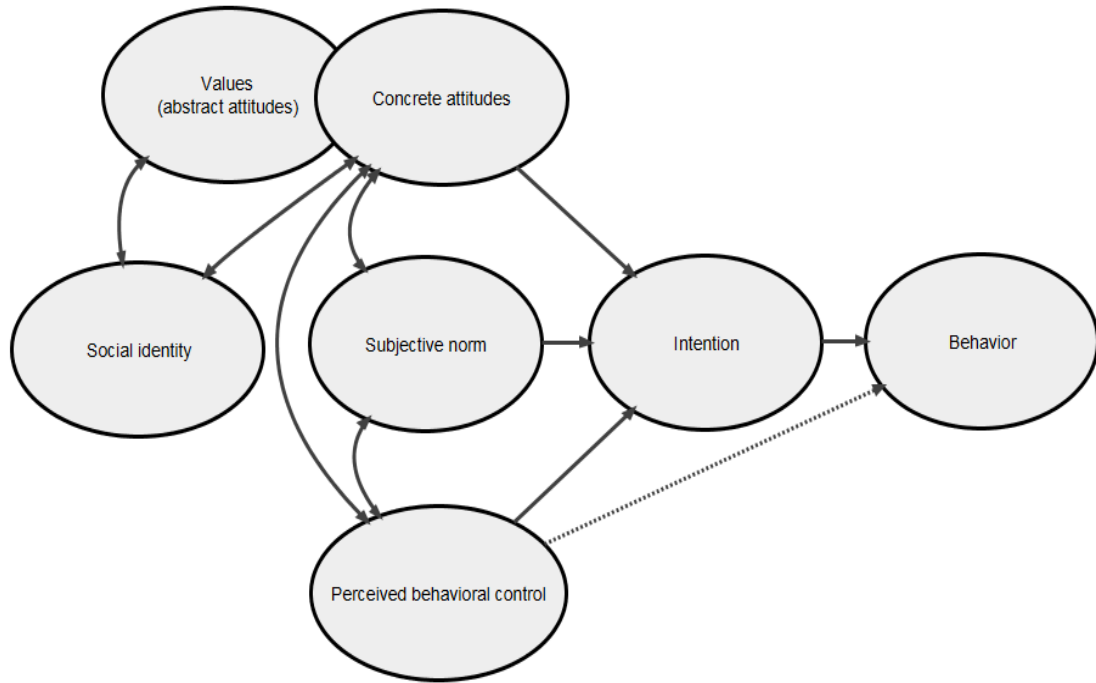 Values
(abstract attitudes)
Concrete attitudes
Social identity
Subjective norm
Intention
Behavior
Perceived behavioral control